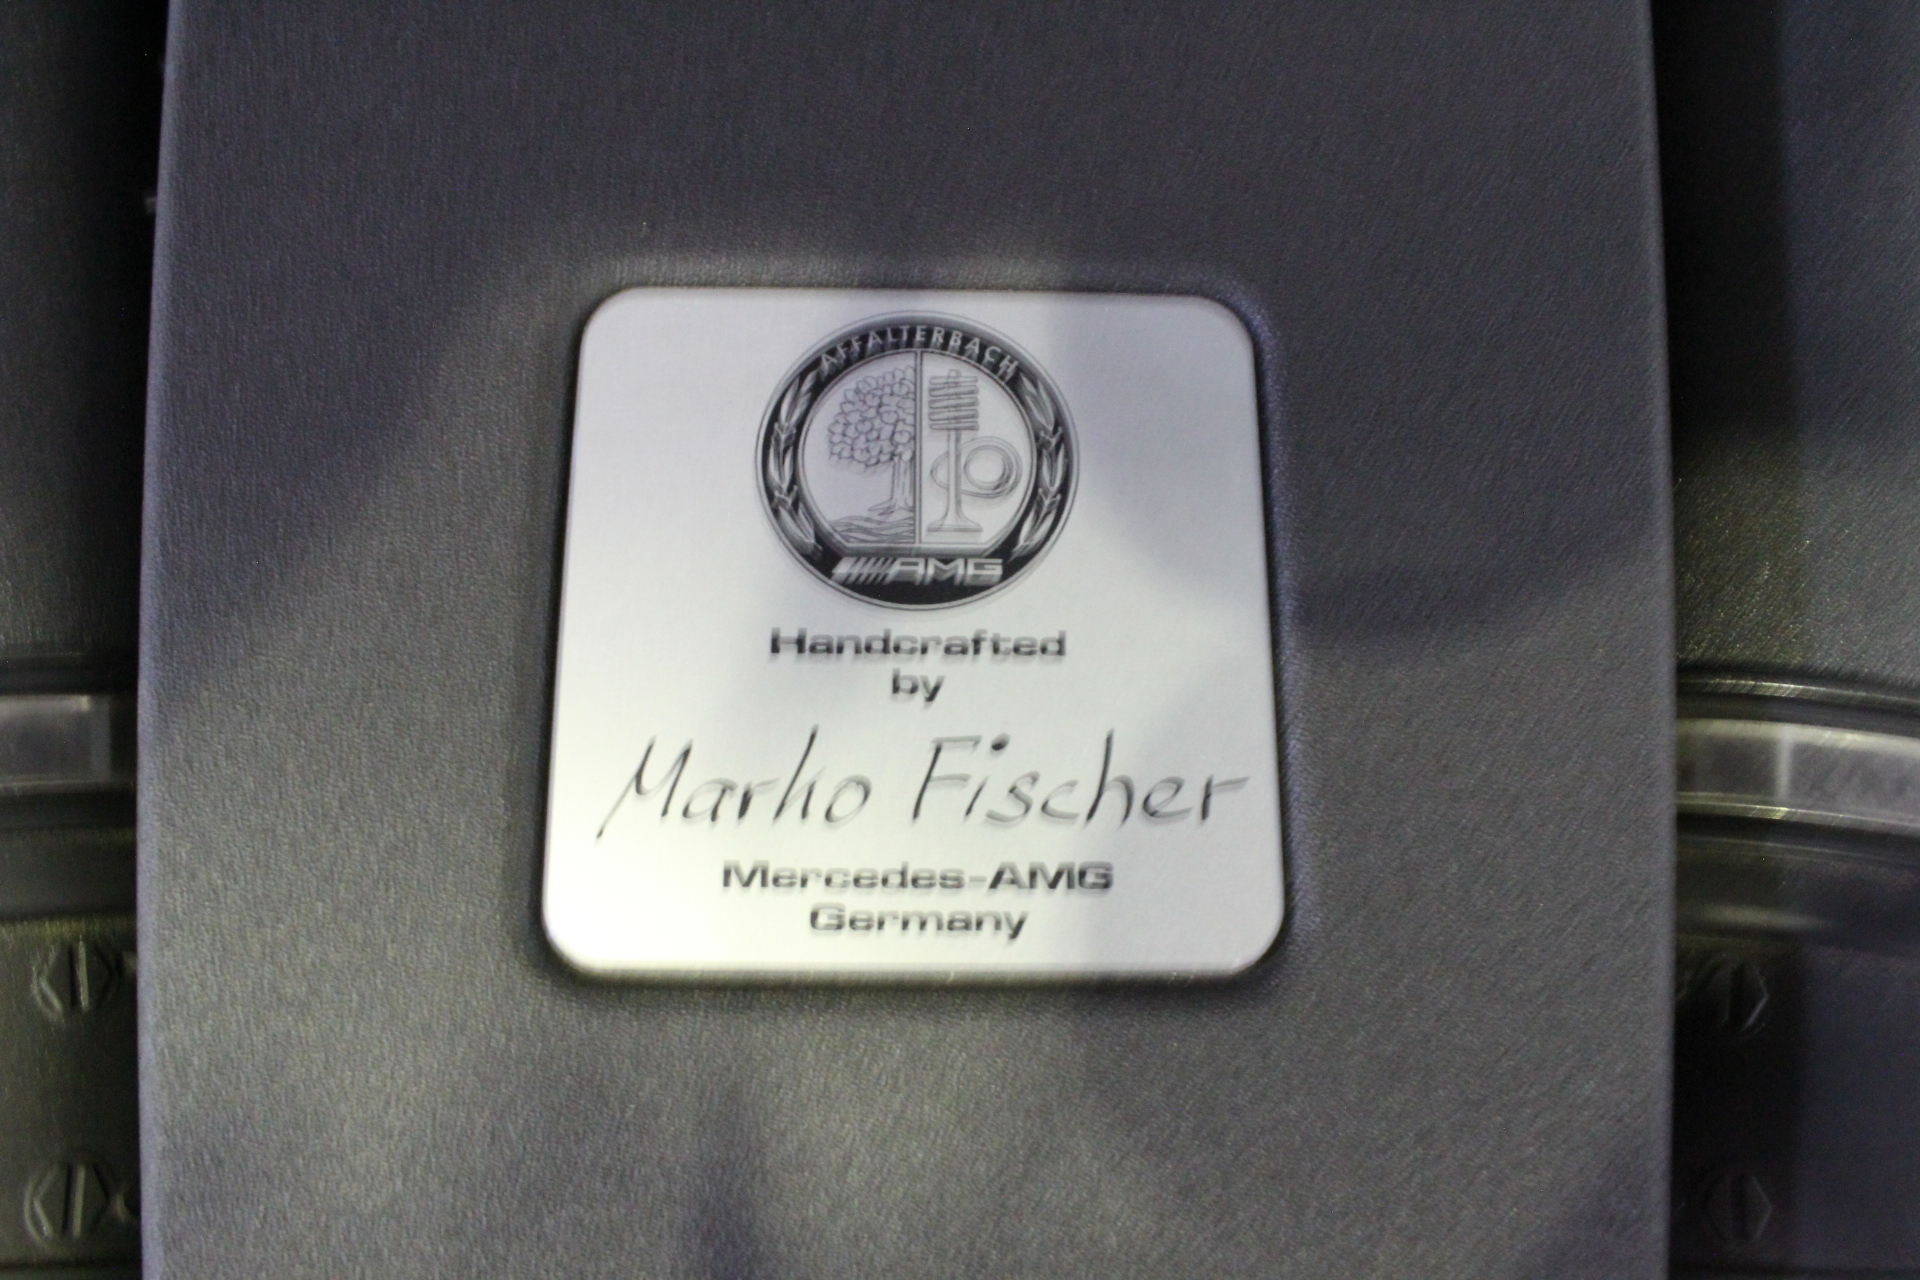 AFFALTERBACH
AMG
Handcrafted
by
Marko Fischer
Mercedes-AMG
Germany